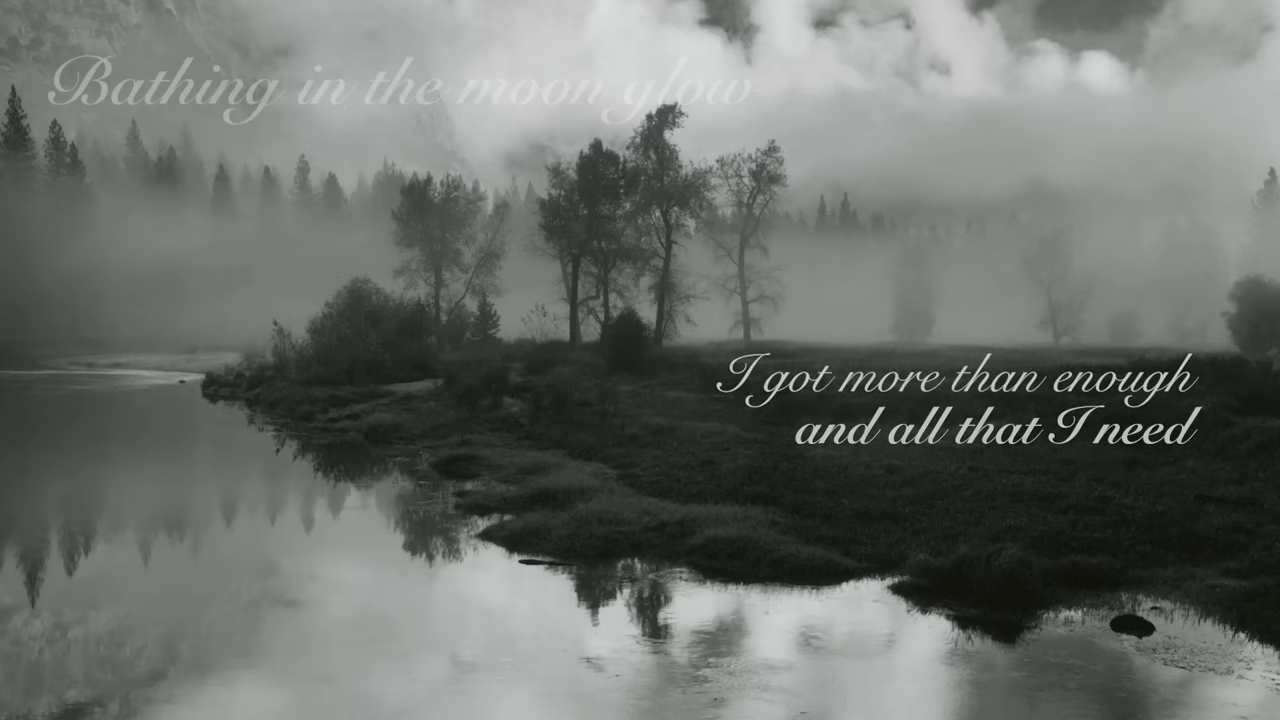 Bathing in the moon glow
I got more than enough
and all that I need